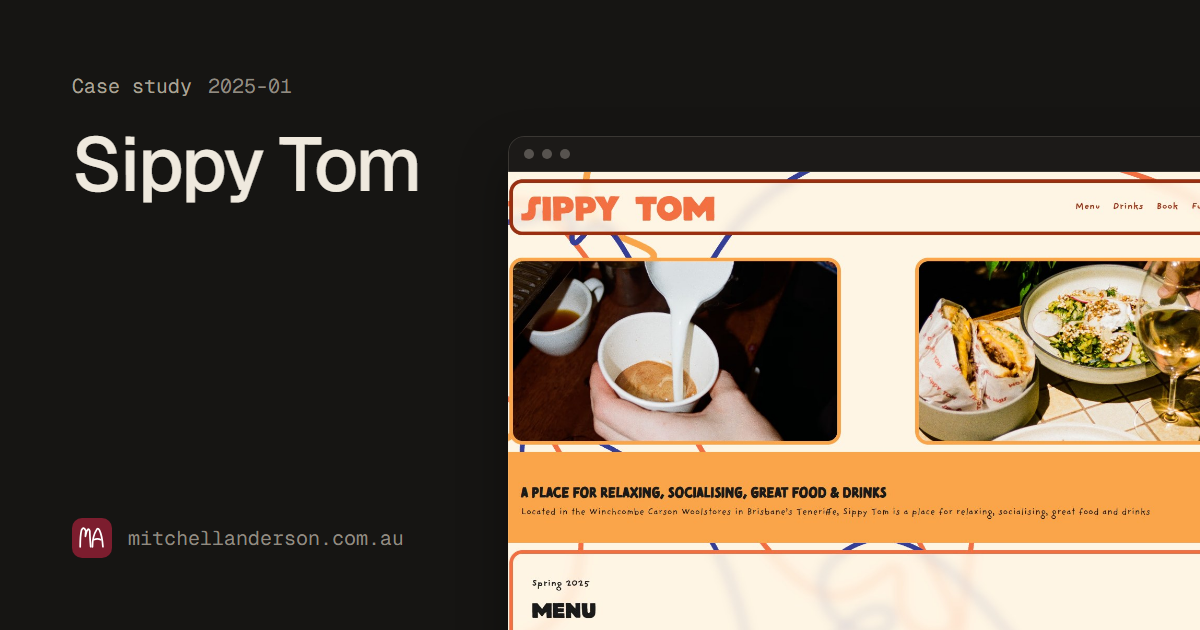 Case study 2025-01
Sippy Tom
SIPPY TOM
Menu Drinks Book
A PLACE FOR RELAXING, SOCIALISING, GREAT FOOD & DRINKS
Located in the Winchcombe Carson Woolstores in Brisbane's Teneriffe, Sippy Tom is a place for relaxing, socialising, great food and drinks
Spring 2025
MENU
MA
mitchellanderson.com.au